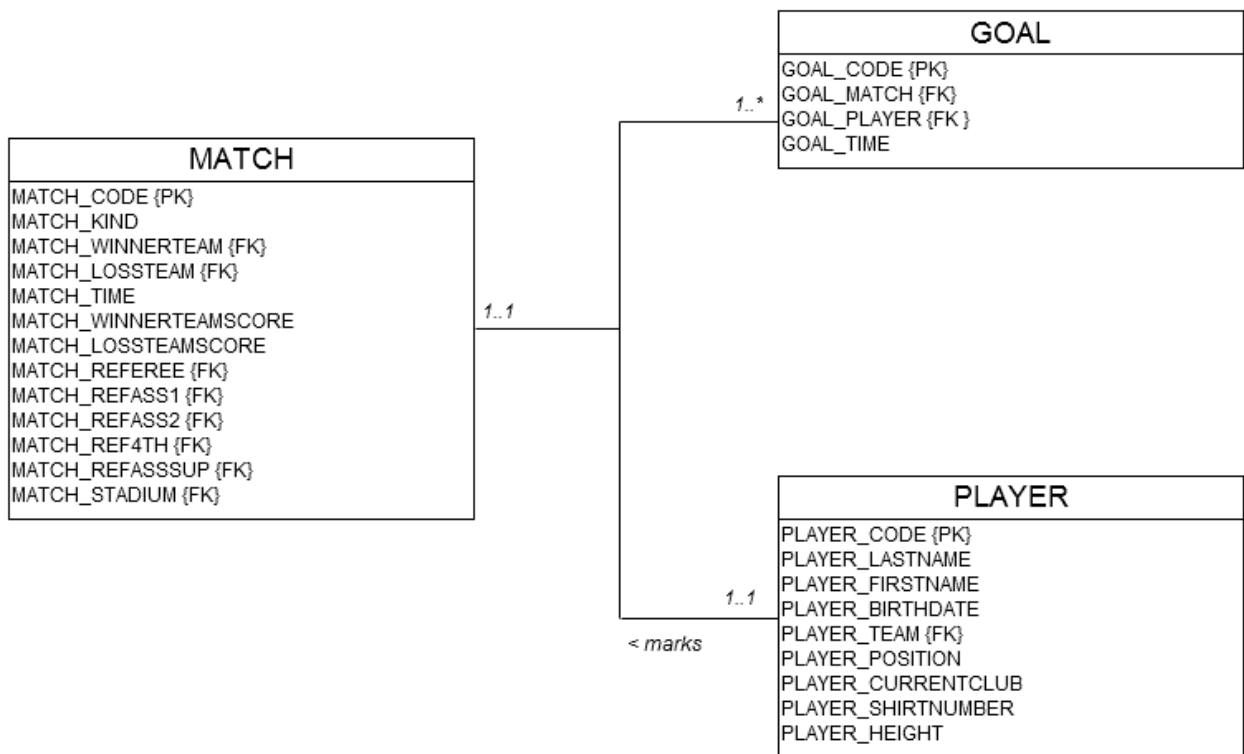 GOAL
GOAL_CODE {PK}
GOAL_MATCH {FK}
GOAL_PLAYER {FK }
GOAL_TIME
1..*
MATCH
MATCH_CODE {PK}
MATCH_KIND
MATCH_WINNERTEAM {FK}
MATCH_LOSSTEAM {FK}
MATCH_TIME
MATCH_WINNERTEAMSCORE
MATCH_LOSSTEAMSCORE
MATCH_REFEREE {FK}
MATCH_REFASS1 {FK}
MATCH_REFASS2 {FK}
MATCH_REF4TH {FK}
MATCH_REFASSSUP {FK}
MATCH_STADIUM {FK}
1..1
PLAYER
PLAYER_CODE {PK}
PLAYER_LASTNAME
PLAYER_FIRSTNAME
PLAYER_BIRTHDATE
PLAYER_TEAM {FK}
PLAYER_POSITION
PLAYER_CURRENTCLUB
PLAYER_SHIRTNUMBER
PLAYER_HEIGHT
1..1
< marks